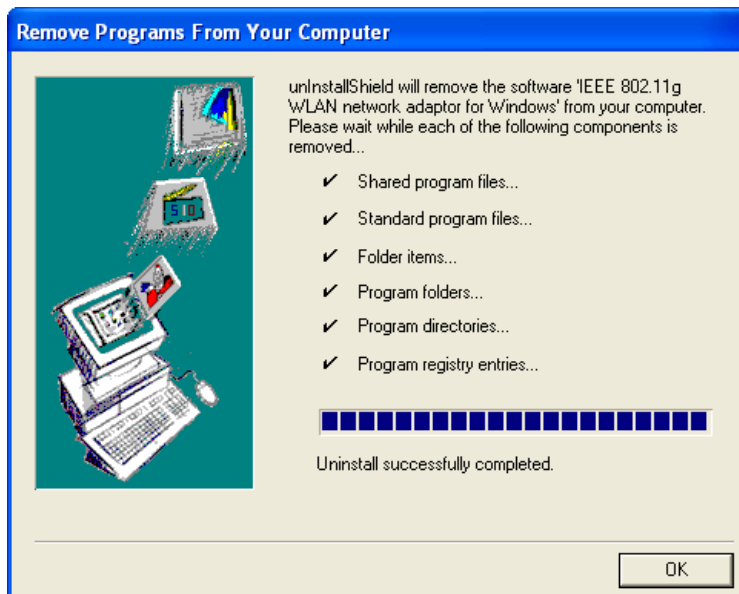 Remove Programs From Your Computer
unInstallShield will remove the software 'IEEE 802.11g
WLAN network adaptor for Windows' from your computer.
Please wait while each of the following components is
removed...
✔ Shared program files...
✔ Standard program files...
✔ Folder items...
✔ Program folders...
✔ Program directories...
✔ Program registry entries...
Uninstall successfully completed.
OK